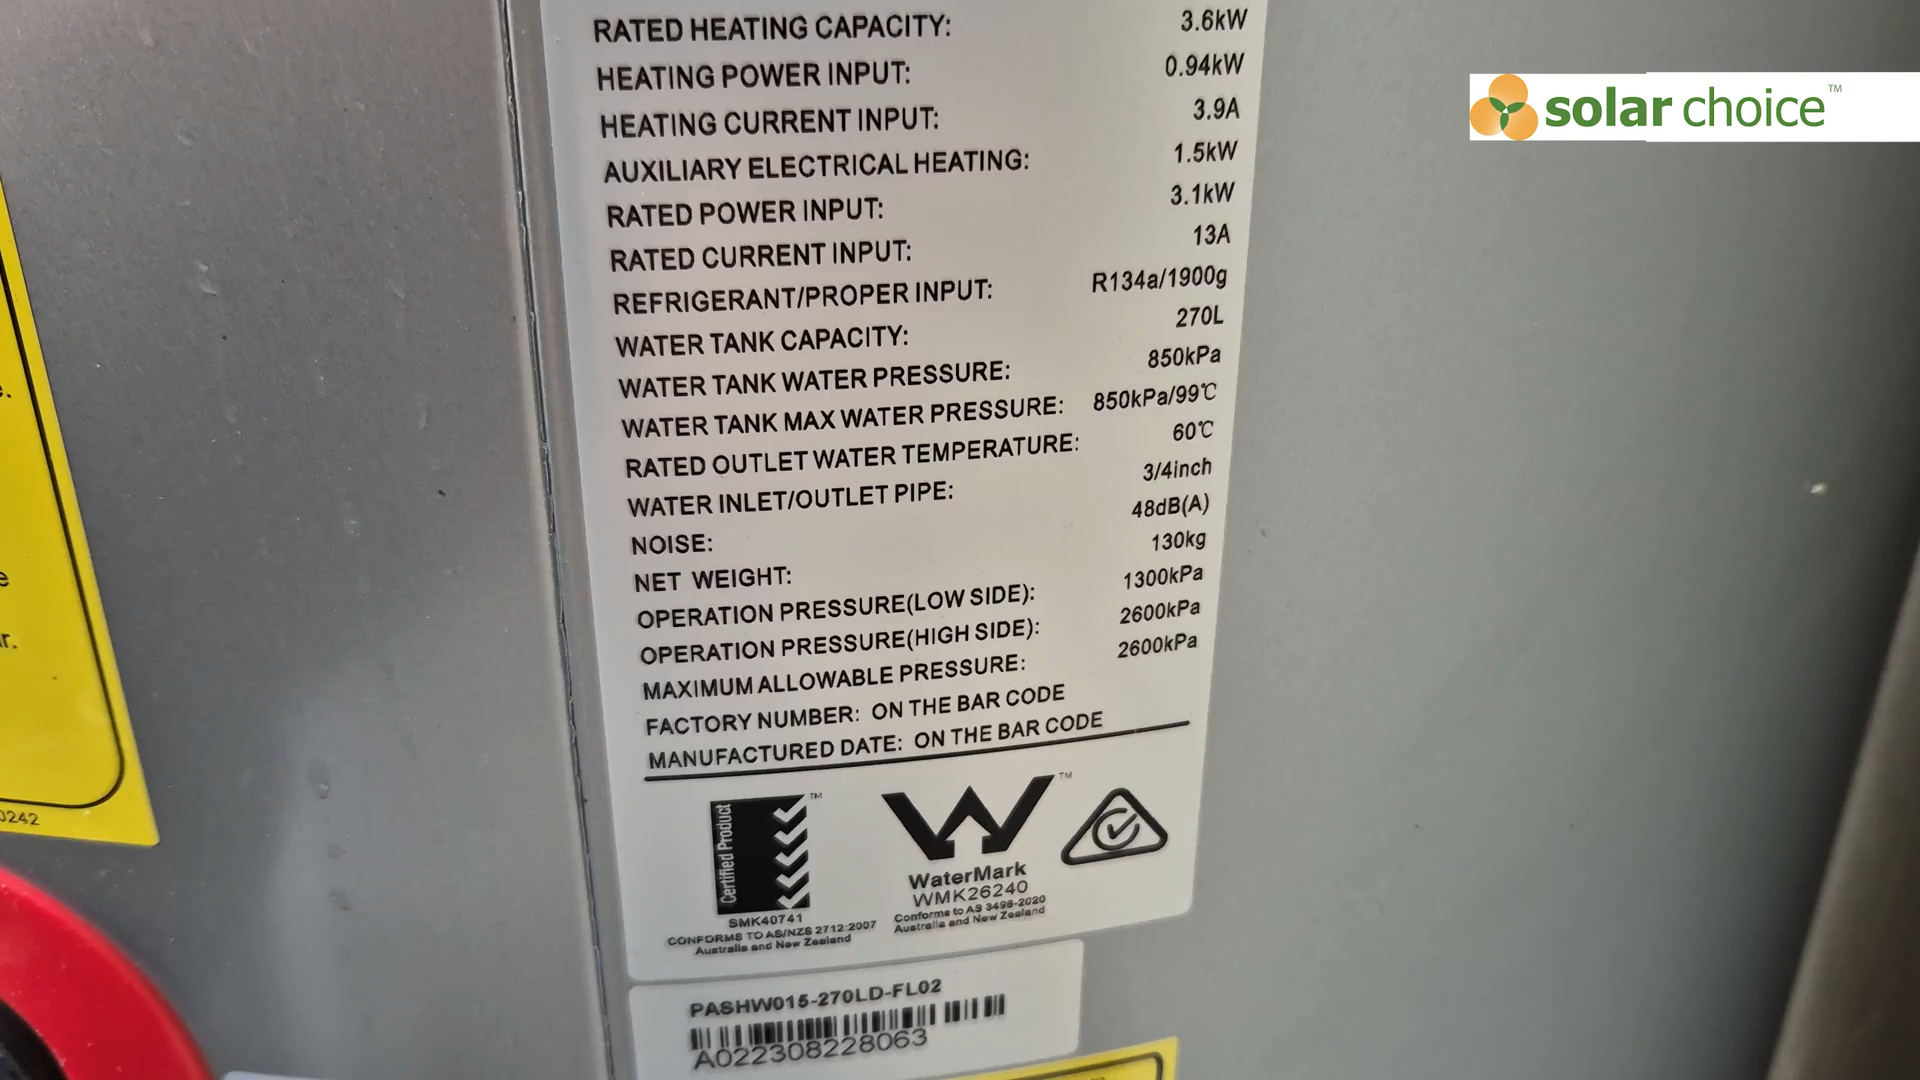 solar choice™
RATED HEATING CAPACITY: 3.6kW
HEATING POWER INPUT: 0.94kW
HEATING CURRENT INPUT: 3.9A
AUXILIARY ELECTRICAL HEATING: 1.5kW
RATED POWER INPUT: 3.1kW
RATED CURRENT INPUT: 13A
REFRIGERANT/PROPER INPUT: R134a/1900g
WATER TANK CAPACITY: 270L
WATER TANK WATER PRESSURE: 850kPa
WATER TANK MAX WATER PRESSURE: 850kPa/99℃
RATED OUTLET WATER TEMPERATURE: 60℃
WATER INLET/OUTLET PIPE: 3/4inch
NOISE: 48dB(A)
NET WEIGHT: 130kg
OPERATION PRESSURE(LOW SIDE): 1300kPa
OPERATION PRESSURE(HIGH SIDE): 2600kPa
MAXIMUM ALLOWABLE PRESSURE: 2600kPa
FACTORY NUMBER: ON THE BAR CODE
MANUFACTURED DATE: ON THE BAR CODE
Certified Product ™
SMK40741
CONFORMS TO AS/NZS 2712:2007
Australia and New Zealand
™
WaterMark
WMK26240
Conforms to AS 3498-2020
Australia and New Zealand
PASHW015-270LD-FL02
A022308228063
0242